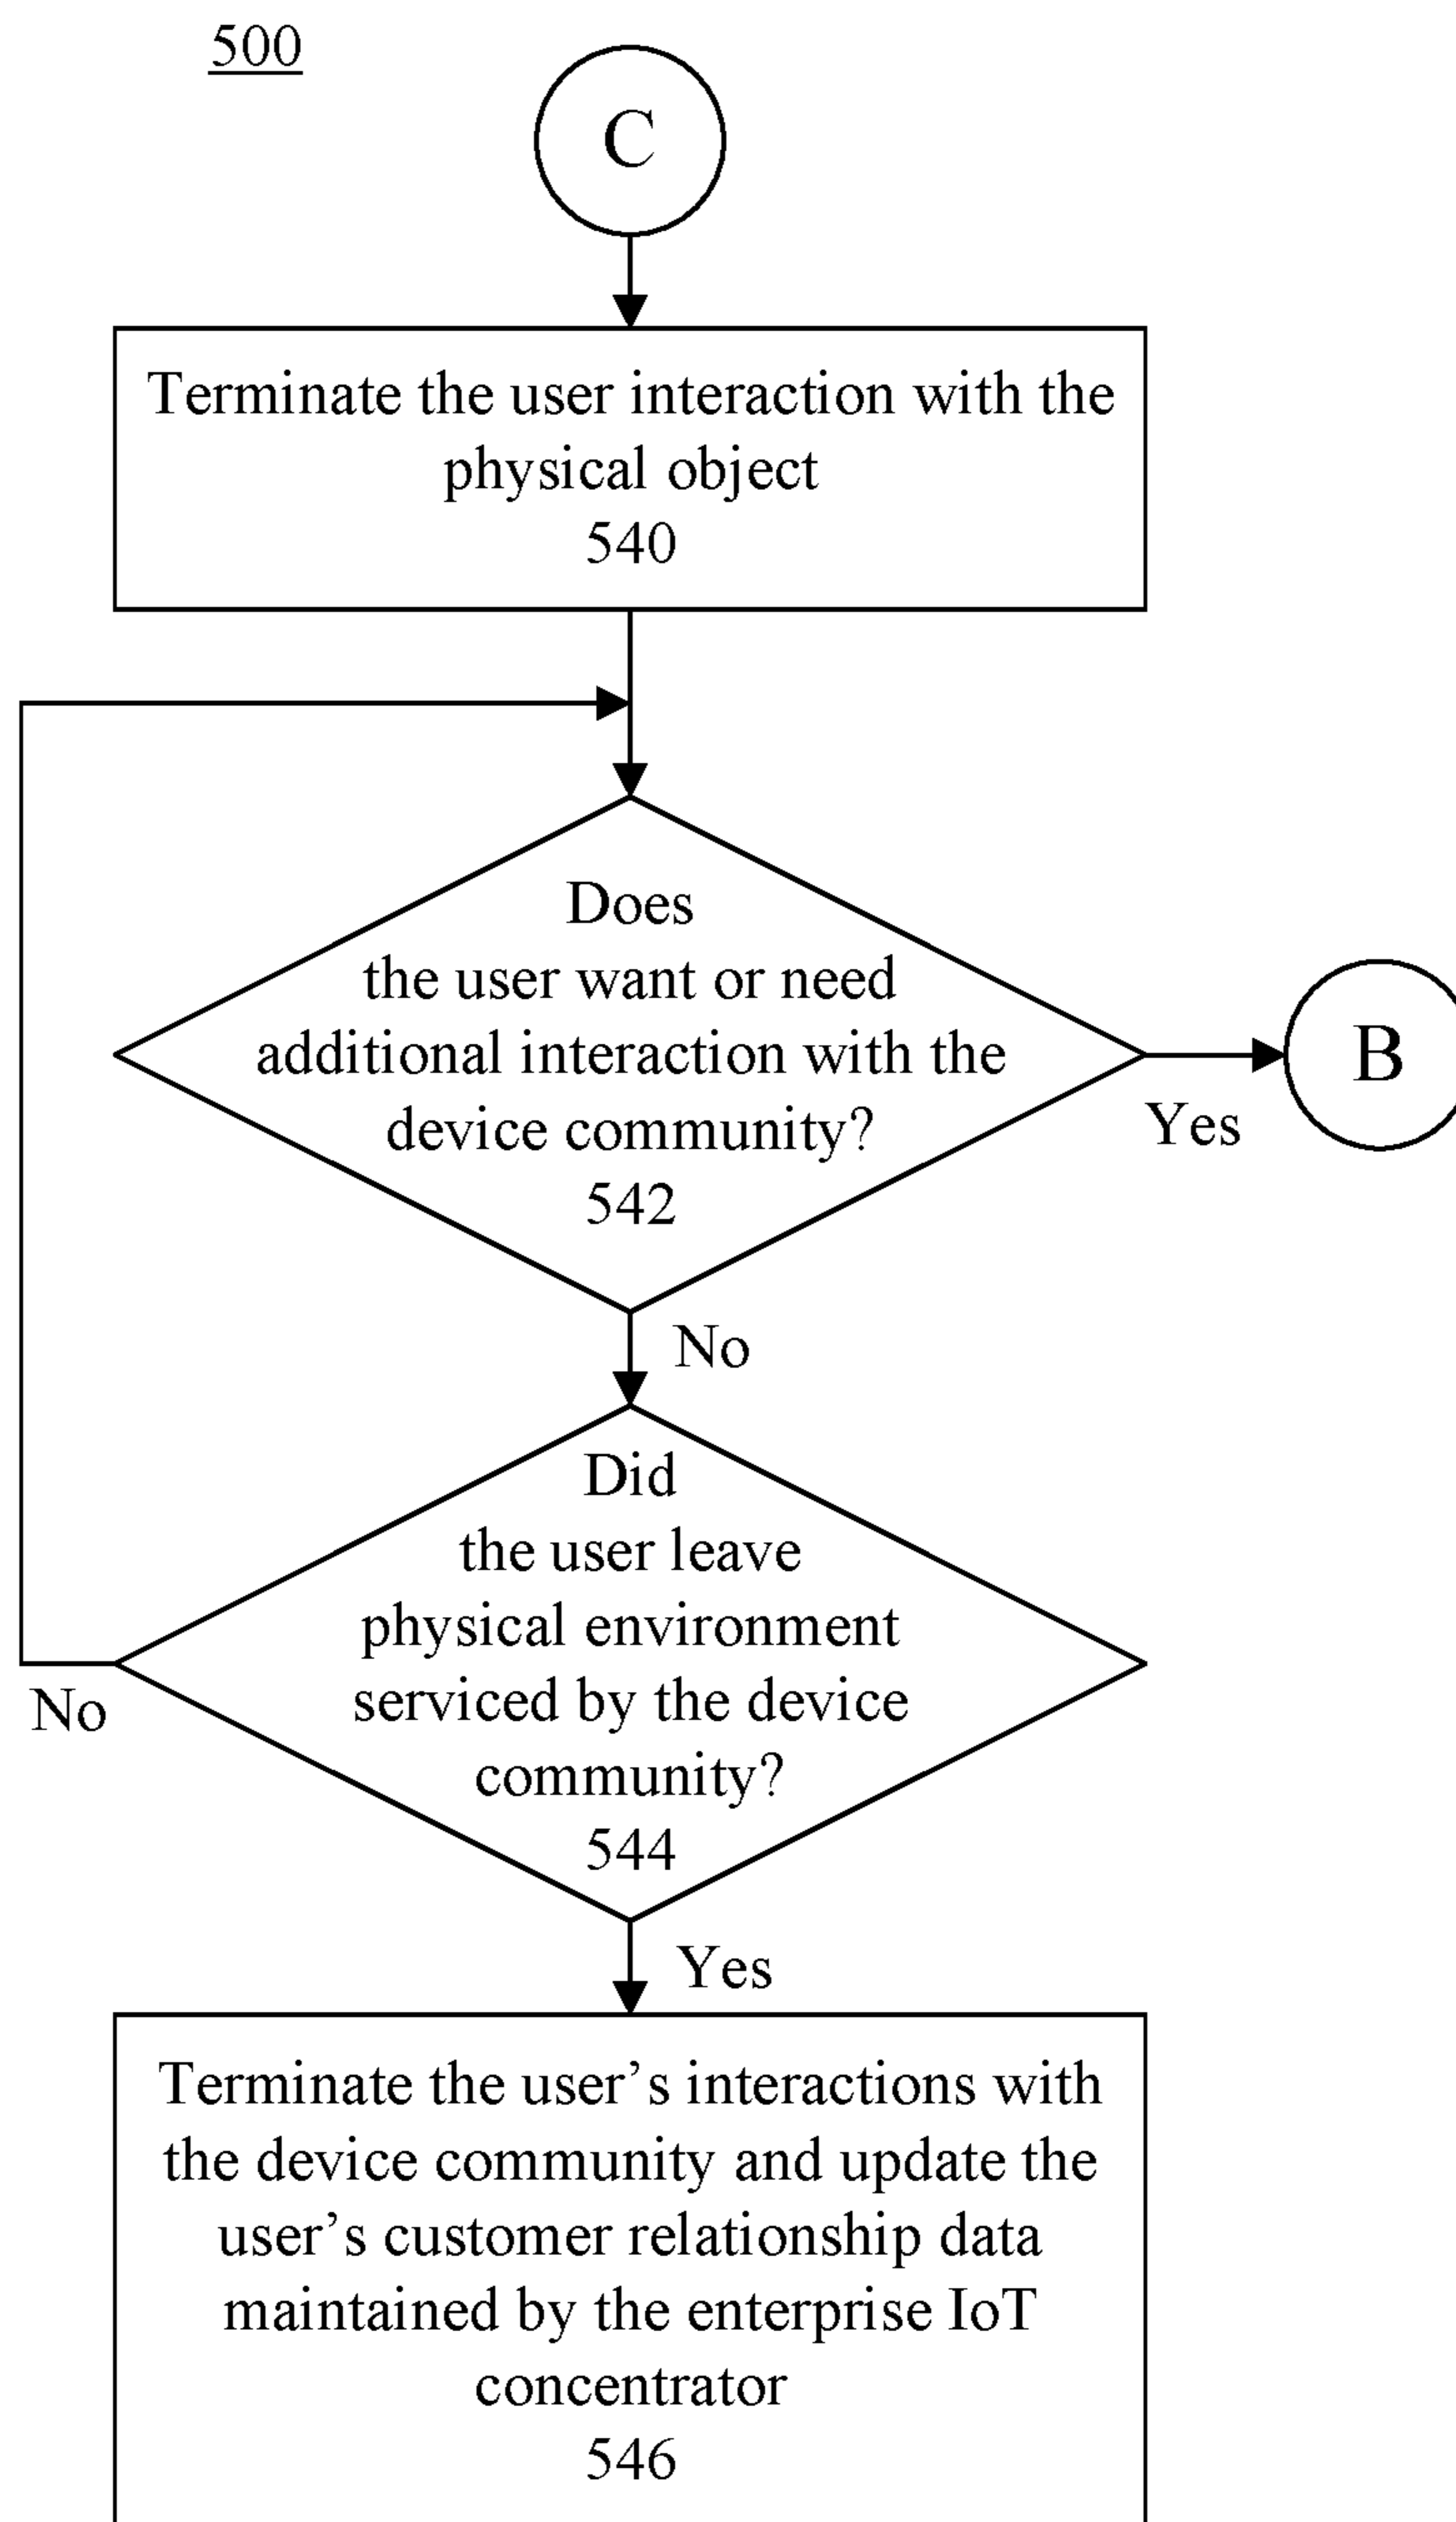 500
C
Terminate the user interaction with the
physical object
540
Does
the user want or need
additional interaction with the
device community?
542
Yes
B
No
Did
the user leave
physical environment
serviced by the device
community?
544
No
Yes
Terminate the user’s interactions with
the device community and update the
user’s customer relationship data
maintained by the enterprise IoT
concentrator
546